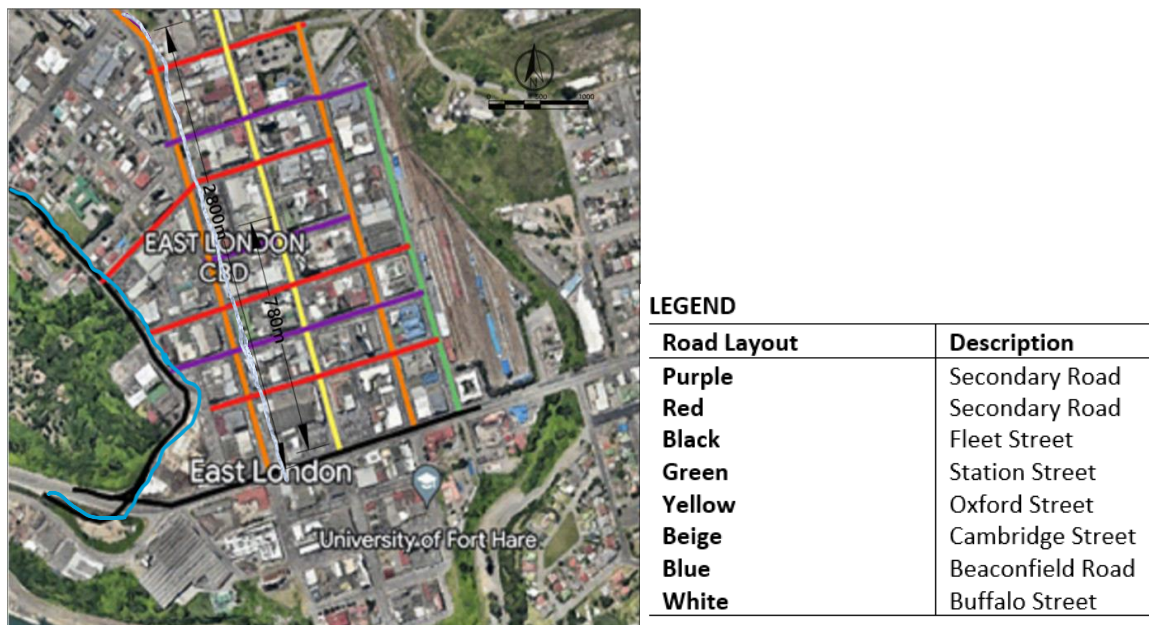 N
1000
2800m
EAST LONDON
CBD
780m
East London
University of Fort Hare
LEGEND
Road Layout Description
Purple Secondary Road
Red Secondary Road
Black Fleet Street
Green Station Street
Yellow Oxford Street
Beige Cambridge Street
Blue Beaconfield Road
White Buffalo Street